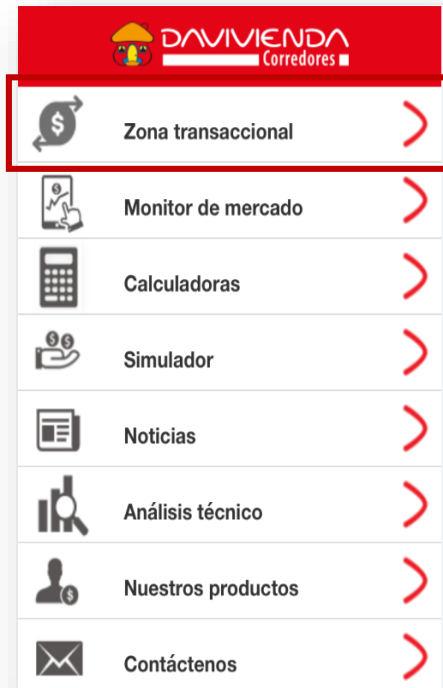 DAVIVIENDA
Corredores
Zona transaccional
Monitor de mercado
Calculadoras
Simulador
Noticias
Análisis técnico
Nuestros productos
Contáctenos